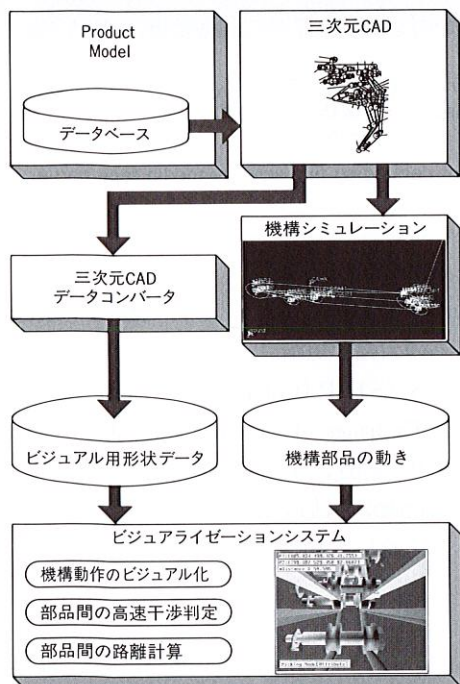 Product
Model
データベース
三次元CAD
機構シミュレーション
三次元CAD
データコンバータ
ビジュアル用形状データ
機構部品の動き
ビジュアライゼーションシステム
機構動作のビジュアル化
部品間の高速干渉判定
部品間の路離計算